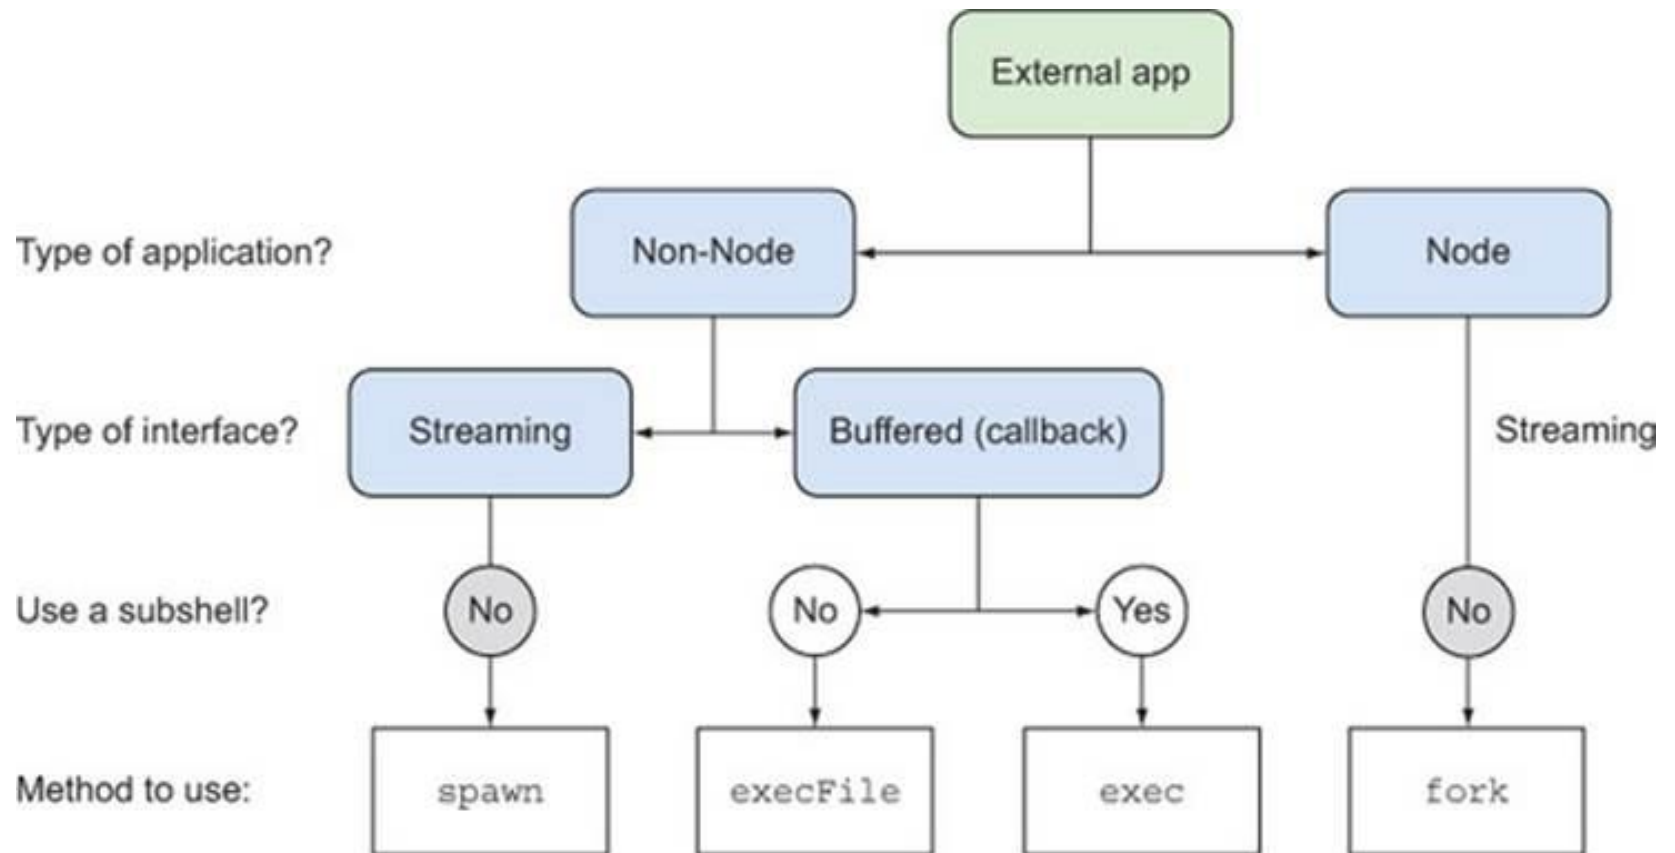 External app
Type of application?
Non-Node
Node
Type of interface?
Streaming
Buffered (callback)
Streaming
Use a subshell?
No
No
Yes
No
Method to use:
spawn
execFile
exec
fork